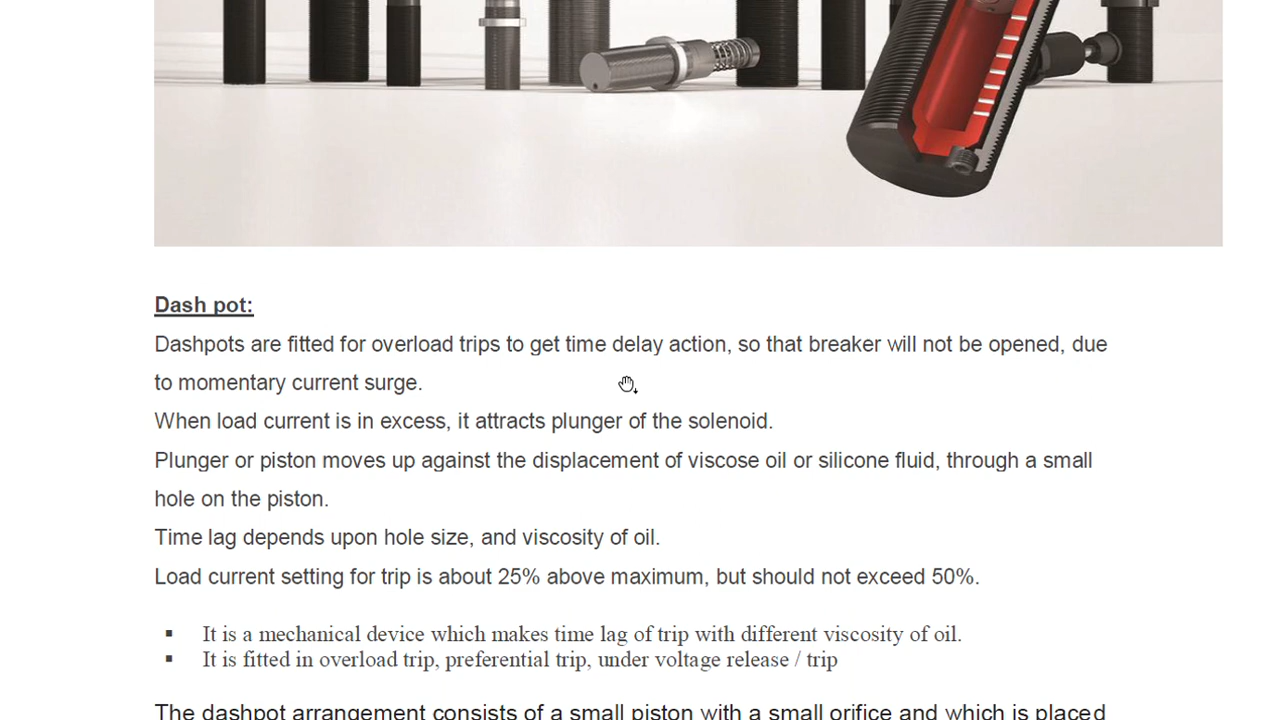 Dash pot:
Dashpots are fitted for overload trips to get time delay action, so that breaker will not be opened, due
to momentary current surge.
When load current is in excess, it attracts plunger of the solenoid.
Plunger or piston moves up against the displacement of viscose oil or silicone fluid, through a small
hole on the piston.
Time lag depends upon hole size, and viscosity of oil.
Load current setting for trip is about 25% above maximum, but should not exceed 50%.
▪ It is a mechanical device which makes time lag of trip with different viscosity of oil.
▪ It is fitted in overload trip, preferential trip, under voltage release / trip
The dashpot arrangement consists of a small piston with a small orifice and which is placed